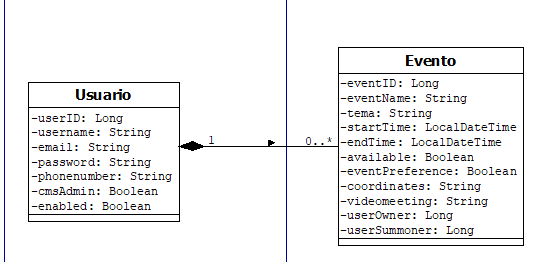 Usuario
-userID: Long
-username: String
-email: String
-password: String
-phonenumber: String
-cmsAdmin: Boolean
-enabled: Boolean
1
0..*
Evento
-eventID: Long
-eventName: String
-tema: String
-startTime: LocalDateTime
-endTime: LocalDateTime
-available: Boolean
-eventPreference: Boolean
-coordinates: String
-videomeeting: String
-userOwner: Long
-userSummoner: Long